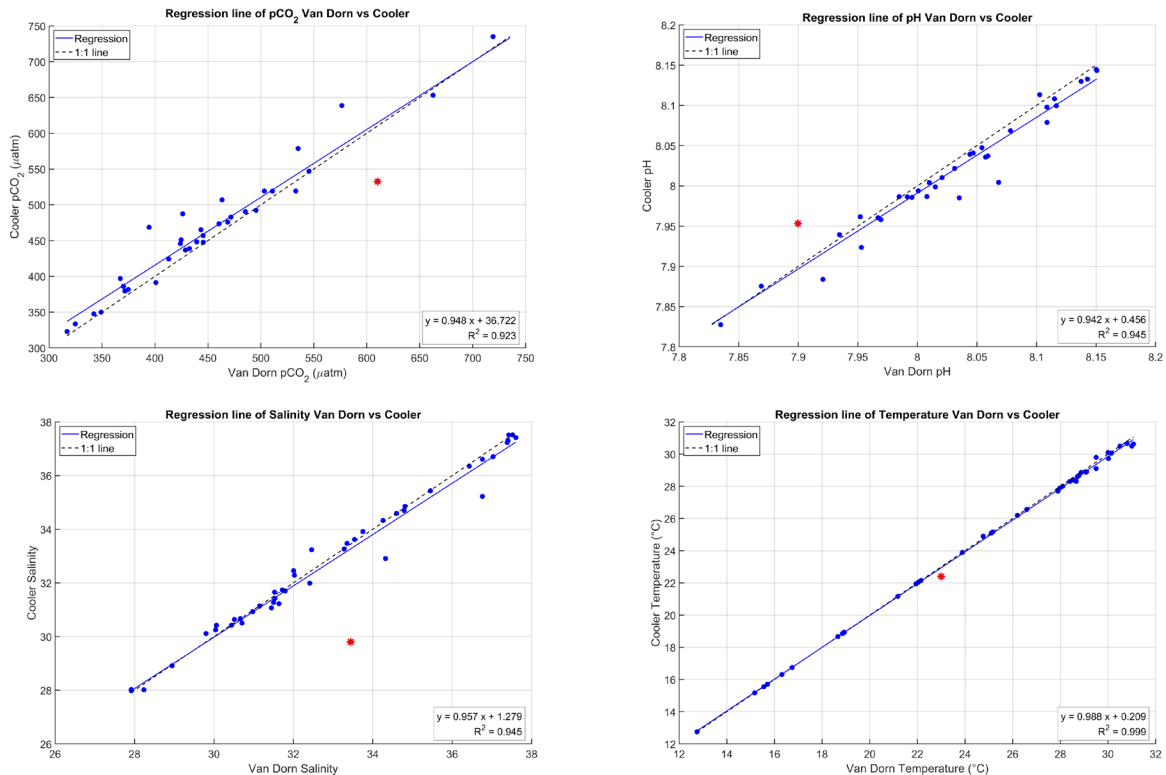 Regression line of pCO2 Van Dorn vs Cooler
750
700
650
600
550
500
450
400
350
300
Cooler pCO2 (μatm)
Regression
1:1 line
y = 0.948 x + 36.722
R2 = 0.923
300 350 400 450 500 550 600 650 700 750
Van Dorn pCO2 (μatm)
Regression line of pH Van Dorn vs Cooler
8.2
8.15
8.1
8.05
8
7.95
7.9
7.85
7.8
Cooler pH
Regression
1:1 line
y = 0.942 x + 0.456
R2 = 0.945
7.8 7.85 7.9 7.95 8 8.05 8.1 8.15 8.2
Van Dorn pH
Regression line of Salinity Van Dorn vs Cooler
38
36
34
32
30
28
26
Cooler Salinity
Regression
1:1 line
y = 0.957 x + 1.279
R2 = 0.945
26 28 30 32 34 36 38
Van Dorn Salinity
Regression line of Temperature Van Dorn vs Cooler
32
30
28
26
24
22
20
18
16
14
12
Cooler Temperature (°C)
Regression
1:1 line
y = 0.988 x + 0.209
R2 = 0.999
12 14 16 18 20 22 24 26 28 30 32
Van Dorn Temperature (°C)